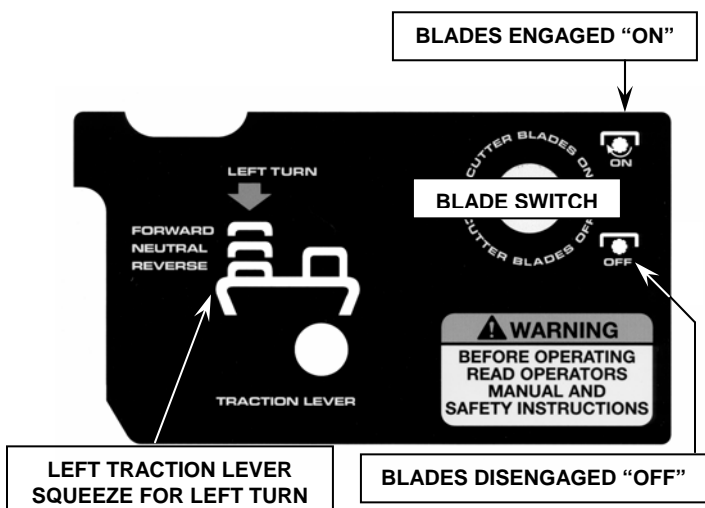 BLADES ENGAGED “ON”
CUTTER BLADES ON
ON
LEFT TURN
BLADE SWITCH
FORWARD
NEUTRAL
REVERSE
CUTTER BLADES OFF
OFF
WARNING
BEFORE OPERATING
READ OPERATORS
MANUAL AND
SAFETY INSTRUCTIONS
TRACTION LEVER
LEFT TRACTION LEVER
SQUEEZE FOR LEFT TURN
BLADES DISENGAGED “OFF”